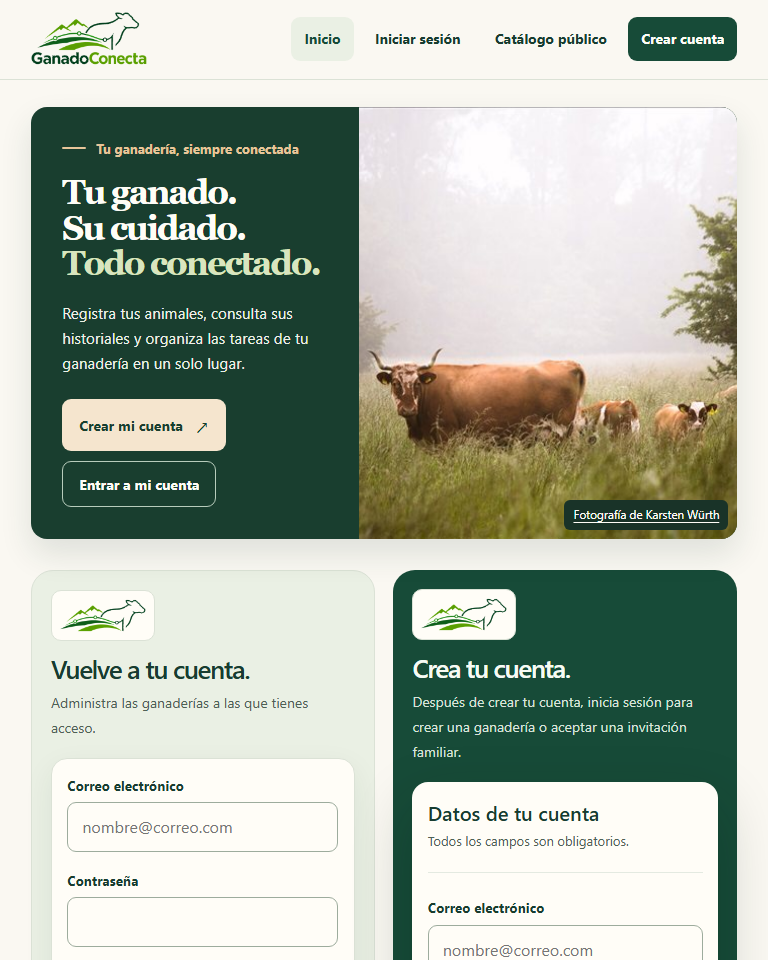 GanadoConecta
Inicio
Iniciar sesión
Catálogo público
Crear cuenta
Tu ganadería, siempre conectada
Tu ganado.
Su cuidado.
Todo conectado.
Registra tus animales, consulta sus
historiales y organiza las tareas de tu
ganadería en un solo lugar.
Crear mi cuenta ↗
Entrar a mi cuenta
Fotografía de Karsten Würth
Vuelve a tu cuenta.
Administra las ganaderías a las que tienes
acceso.
Correo electrónico
nombre@correo.com
Contraseña
Crea tu cuenta.
Después de crear tu cuenta, inicia sesión para
crear una ganadería o aceptar una invitación
familiar.
Datos de tu cuenta
Todos los campos son obligatorios.
Correo electrónico
nombre@correo.com